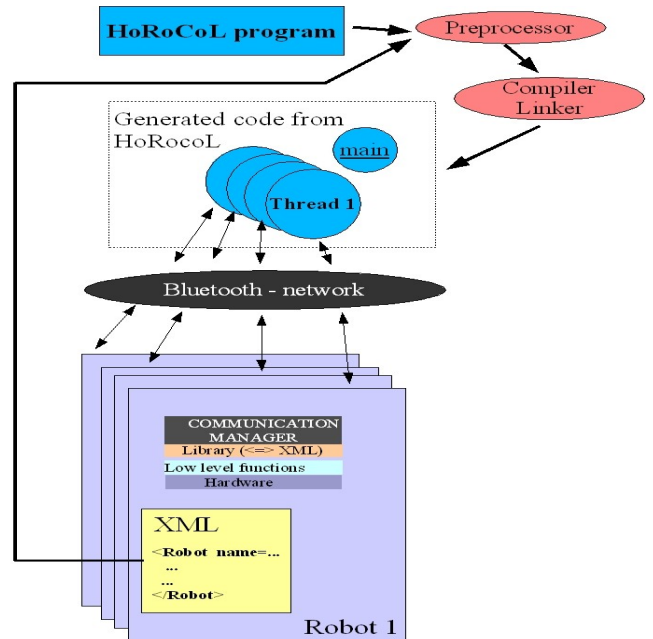 HoRoCoL program
Preprocessor
Compiler
Linker
Generated code from
HoRocoL
main
Thread 1
Bluetooth - network
COMMUNICATION
MANAGER
Library (<=> XML)
Low level functions
Hardware
XML
<Robot name=...
...
...
</Robot>
Robot 1